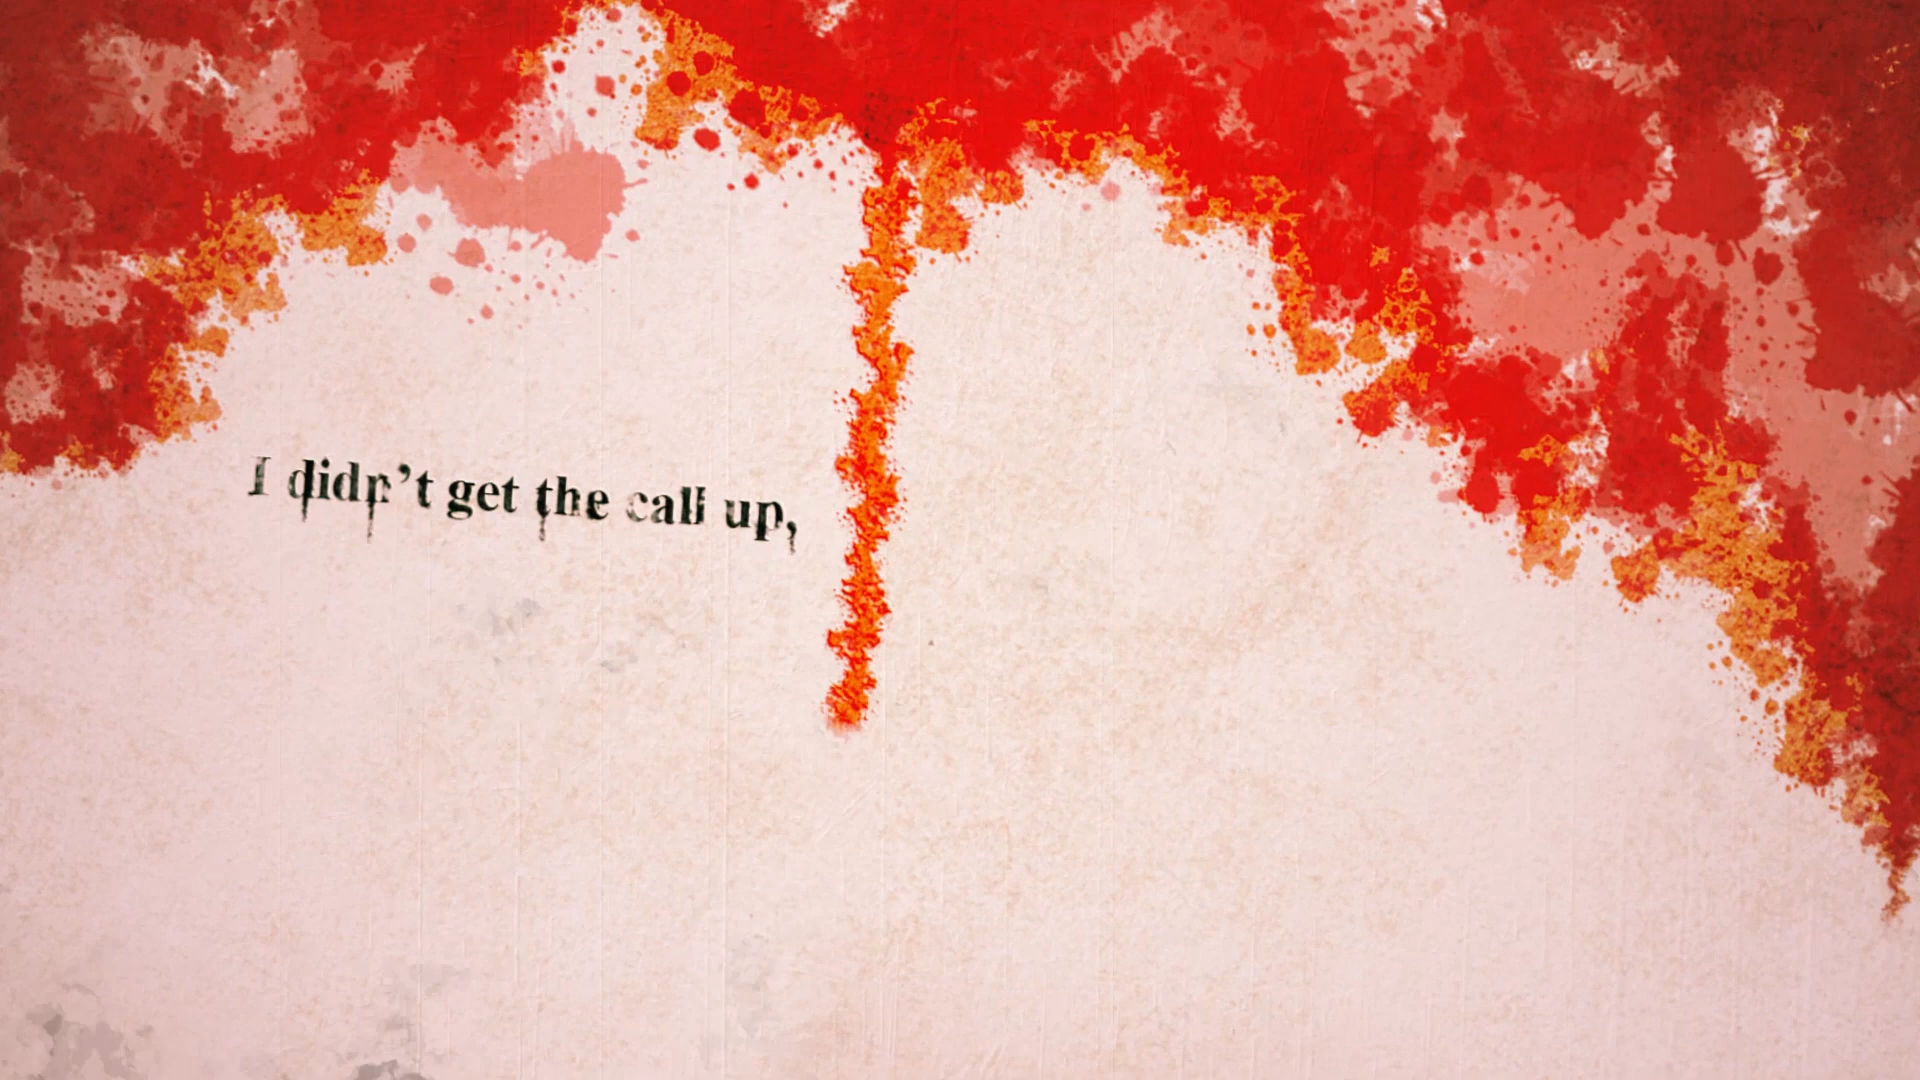 I didn’t get the call up,